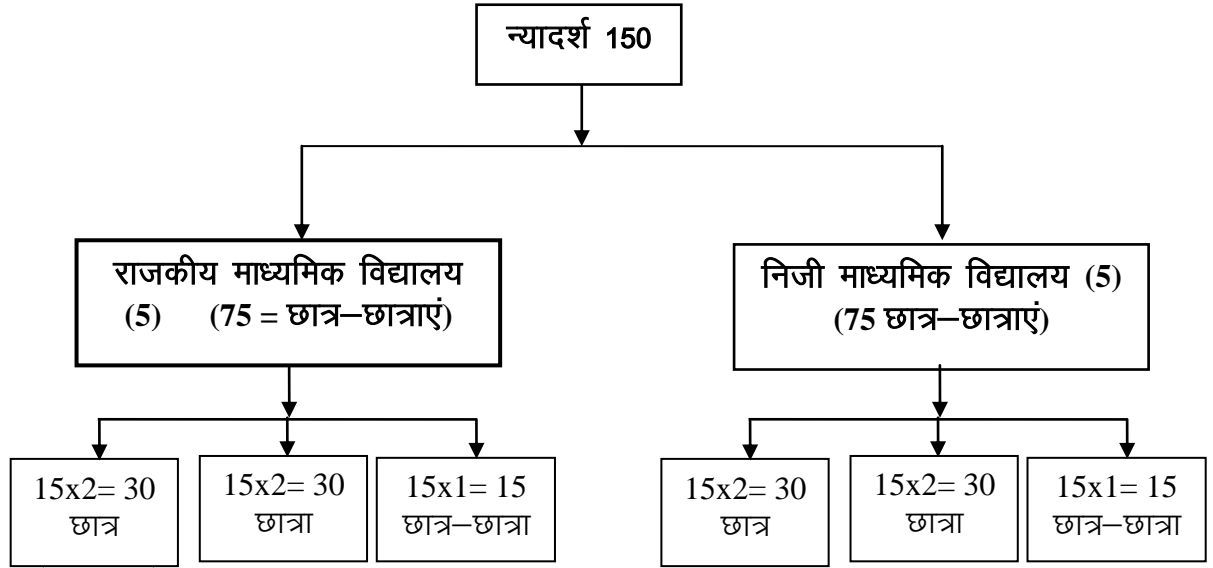 न्यादर्श 150
राजकीय माध्यमिक विद्यालय
(5) (75 = छात्र–छात्राएं)
निजी माध्यमिक विद्यालय (5)
(75 छात्र–छात्राएं)
15x2= 30
छात्र
15x2= 30
छात्रा
15x1= 15
छात्र–छात्रा
15x2= 30
छात्र
15x2= 30
छात्रा
15x1= 15
छात्र–छात्रा